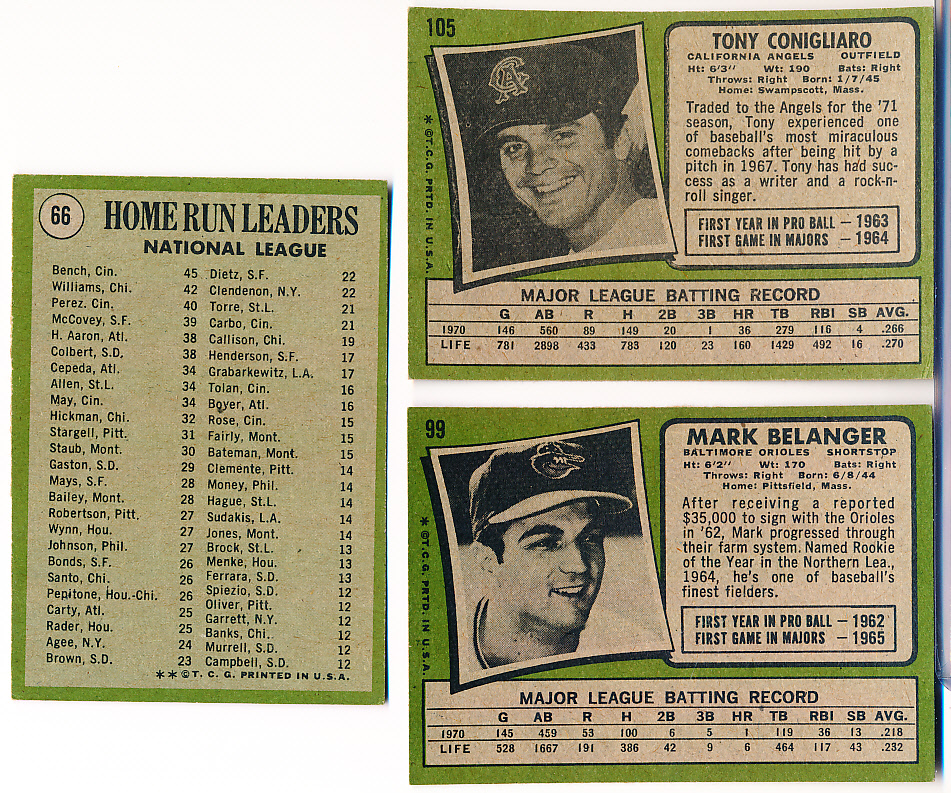 66
HOME RUN LEADERS
NATIONAL LEAGUE
Bench, Cin. 45 Dietz, S.F. 22
Williams, Chi. 42 Clendenon, N.Y. 22
Perez. Cin. 40 Torre, St.L. 21
McCovey, S.F. 39 Carbo, Cin. 21
H. Aaron, Atl. 38 Callison, Chi. 19
Colbert, S.D. 38 Henderson, S.F. 17
Cepeda, Atl. 34 Grabarkewitz, L.A. 17
Allen, St.L. 34 Tolan, Cin. 16
May, Cin. 34 Boyer, Atl. 16
Hickman, Chi. 32 Rose, Cin. 15
Stargell, Pitt. 31 Fairly, Mont. 15
Staub, Mont. 30 Bateman, Mont. 15
Gaston, S.D. 29 Clemente, Pitt. 14
Mays, S.F. 28 Money, Phil. 14
Bailey, Mont. 28 Hague, St.L. 14
Robertson, Pitt. 27 Sudakis, L.A. 14
Wynn, Hou. 27 Jones, Mont. 14
Johnson, Phil. 27 Brock, St.L. 13
Bonds, S.F. 26 Menke, Hou. 13
Santo, Chi. 26 Ferrara, S.D. 13
Pepitone, Hou.-Chi. 26 Spiezio, S.D. 12
Carty, Atl. 25 Oliver, Pitt. 12
Rader, Hou. 25 Garrett, N.Y. 12
Agee, N.Y. 24 Banks, Chi. 12
Brown, S.D. 23 Murrell, S.D. 12
Campbell, S.D. 12
**©T.C.G. PRINTED IN U.S.A.
105
CA
* ©T.C.G. PRTD. IN U.S.A.
TONY CONIGLIARO
CALIFORNIA ANGELS OUTFIELD
Ht: 6'3" Wt: 190 Bats: Right
Throws: Right Born: 1/7/45
Home: Swampscott, Mass.
Traded to the Angels for the '71
season, Tony experienced one
of baseball's most miraculous
comebacks after being hit by a
pitch in 1967. Tony has had suc-
cess as a writer and a rock-n-
roll singer.
FIRST YEAR IN PRO BALL — 1963
FIRST GAME IN MAJORS — 1964
MAJOR LEAGUE BATTING RECORD
G AB R H 2B 3B HR TB RBI SB AVG.
1970 146 560 89 149 20 1 36 279 116 4 .266
LIFE 781 2898 433 783 120 23 160 1429 492 16 .270
99
* ©T.C.G. PRTD. IN U.S.A.
MARK BELANGER
BALTIMORE ORIOLES SHORTSTOP
Ht: 6'2" Wt: 170 Bats: Right
Throws: Right Born: 6/8/44
Home: Pittsfield, Mass.
After receiving a reported
$35,000 to sign with the Orioles
in '62, Mark progressed through
their farm system. Named Rookie
of the Year in the Northern Lea.,
1964, he's one of baseball's
finest fielders.
FIRST YEAR IN PRO BALL — 1962
FIRST GAME IN MAJORS — 1965
MAJOR LEAGUE BATTING RECORD
G AB R H 2B 3B HR TB RBI SB AVG.
1970 145 459 53 100 6 5 1 119 36 13 .218
LIFE 528 1667 191 386 42 9 6 464 117 43 .232